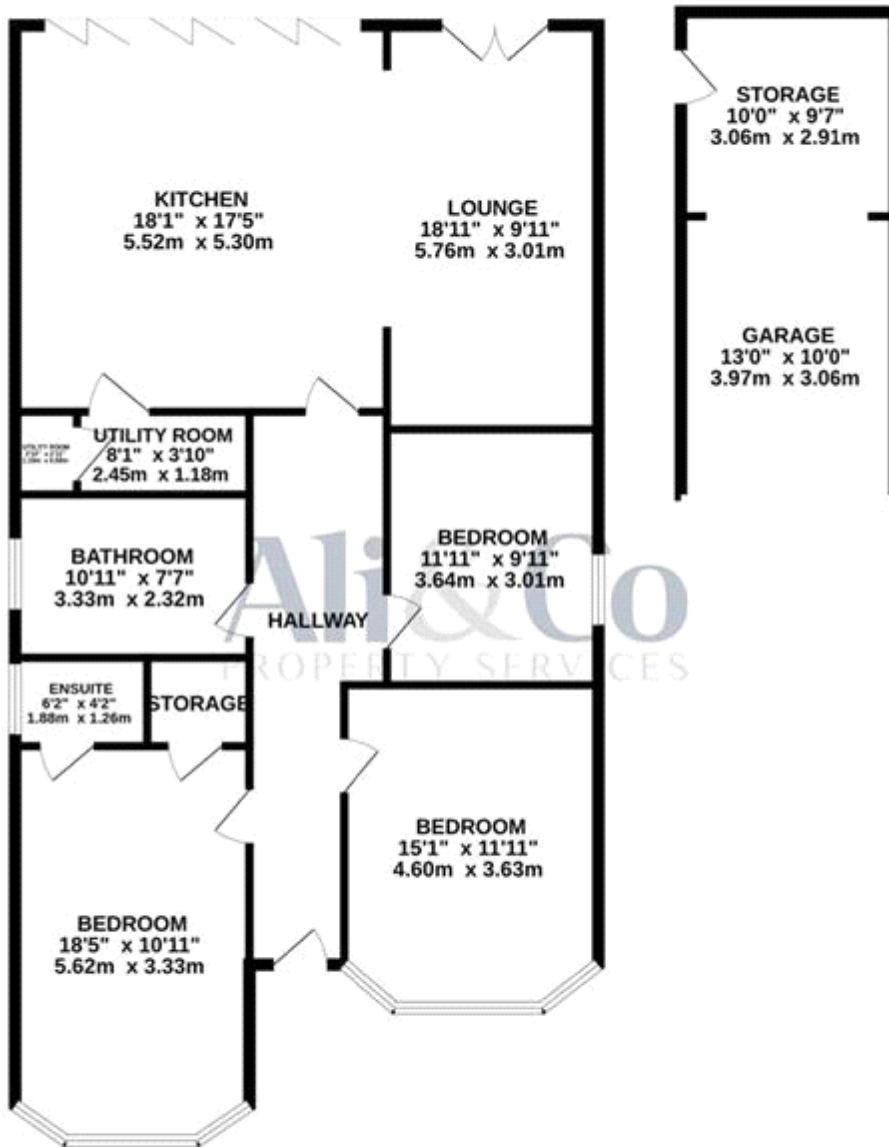 KITCHEN
18'1" x 17'5"
5.52m x 5.30m
LOUNGE
18'11" x 9'11"
5.76m x 3.01m
STORAGE
10'0" x 9'7"
3.06m x 2.91m
GARAGE
13'0" x 10'0"
3.97m x 3.06m
UTILITY ROOM
UTILITY ROOM
8'1" x 3'10"
2.45m x 1.18m
BATHROOM
10'11" x 7'7"
3.33m x 2.32m
BEDROOM
11'11" x 9'11"
3.64m x 3.01m
Ali&Co
PROPERTY SERVICES
HALLWAY
ENSUITE
6'2" x 4'2"
1.88m x 1.26m
STORAGE
BEDROOM
15'1" x 11'11"
4.60m x 3.63m
BEDROOM
18'5" x 10'11"
5.62m x 3.33m